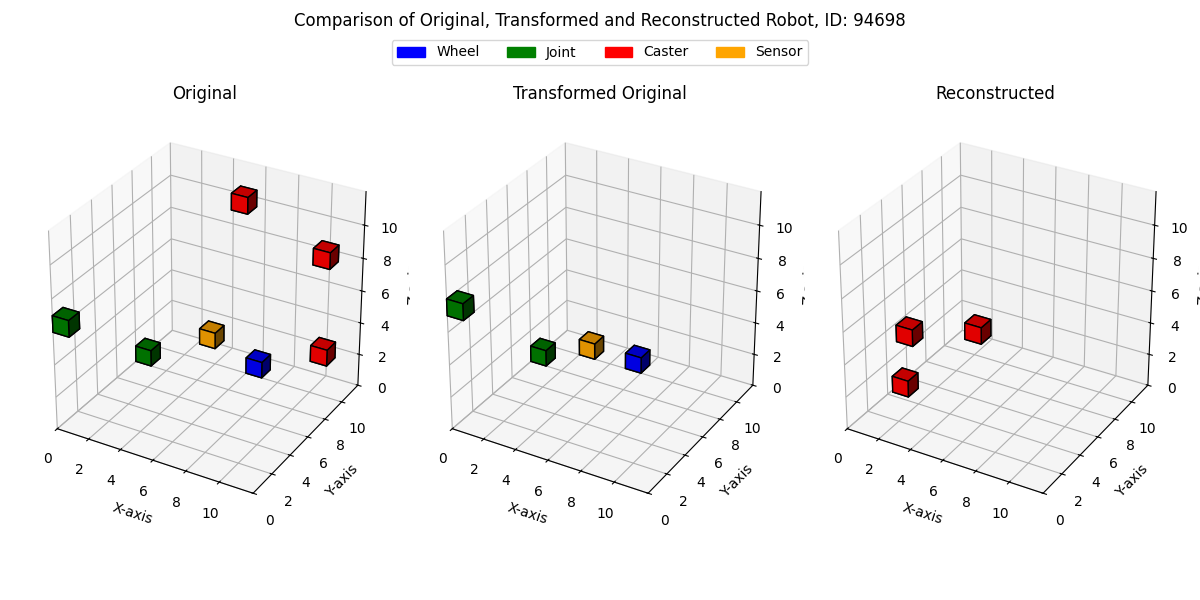 Comparison of Original, Transformed and Reconstructed Robot, ID: 94698
Wheel Joint Caster Sensor
Original Transformed Original Reconstructed
10 10 10
8 8 8
6 6 6
4 4 4
2 2 2
0 0 0
0 2 4 6 8 10 0 2 4 6 8 10 0 2 4 6 8 10
X-axis X-axis X-axis
0 2 4 6 8 10 0 2 4 6 8 10 0 2 4 6 8 10
Y-axis Y-axis Y-axis